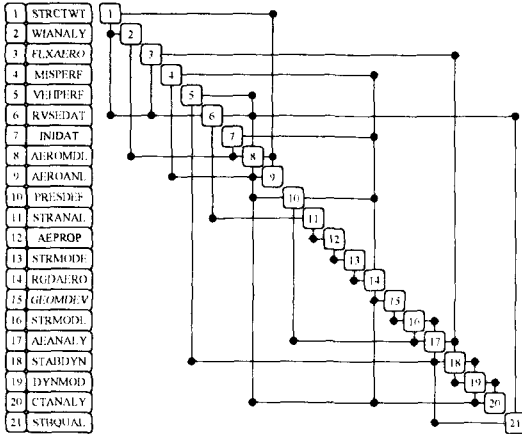 1 STRCTWT 1
2 WIANALY 2
3 FLXAERO 3
4 MISPERF 4
5 VEHPERF 5
6 RVSEDAT 6
7 INIDAT 7
8 AEROMDL 8
9 AEROANL 9
10 PRESDEF 10
11 STRANAL 11
12 AEPROP 12
13 STRMODE 13
14 RGDAERO 14
15 GEOMDEV 15
16 STRMODL 16
17 AEANALY 17
18 STABDYN 18
19 DYNMOD 19
20 CTANALY 20
21 STBQUAL 21